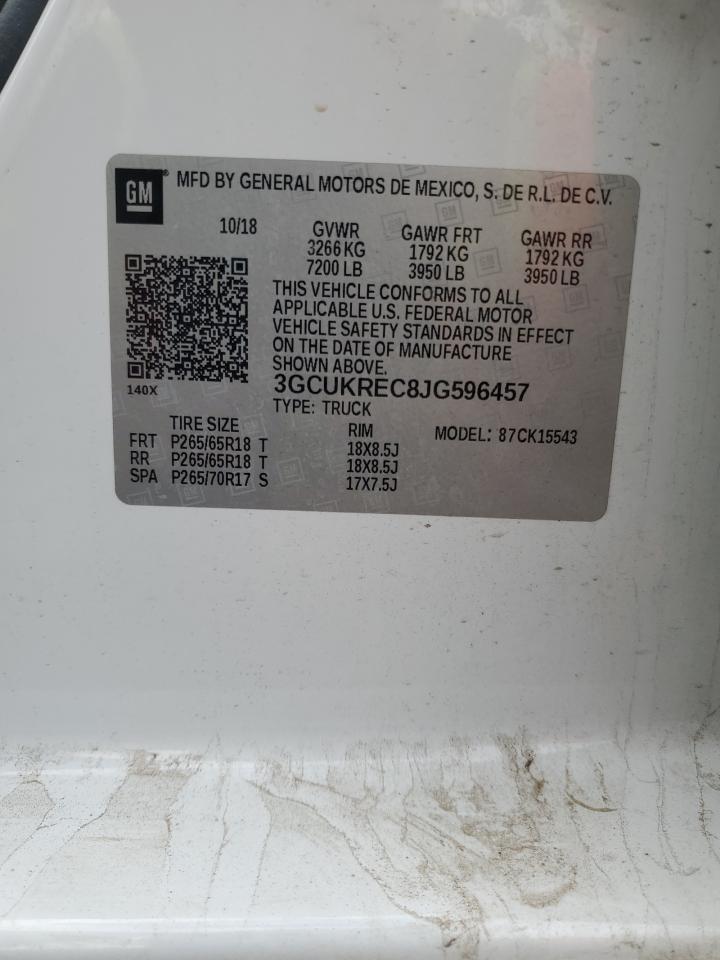 GM ® MFD BY GENERAL MOTORS DE MEXICO, S. DE R.L. DE C.V.
10/18 GVWR GAWR FRT GAWR RR
3266 KG 1792 KG 1792 KG
7200 LB 3950 LB 3950 LB
THIS VEHICLE CONFORMS TO ALL
APPLICABLE U.S. FEDERAL MOTOR
VEHICLE SAFETY STANDARDS IN EFFECT
ON THE DATE OF MANUFACTURE
SHOWN ABOVE.
140X
3GCUKREC8JG596457
TYPE: TRUCK
TIRE SIZE RIM MODEL: 87CK15543
FRT P265/65R18 T 18X8.5J
RR P265/65R18 T 18X8.5J
SPA P265/70R17 S 17X7.5J